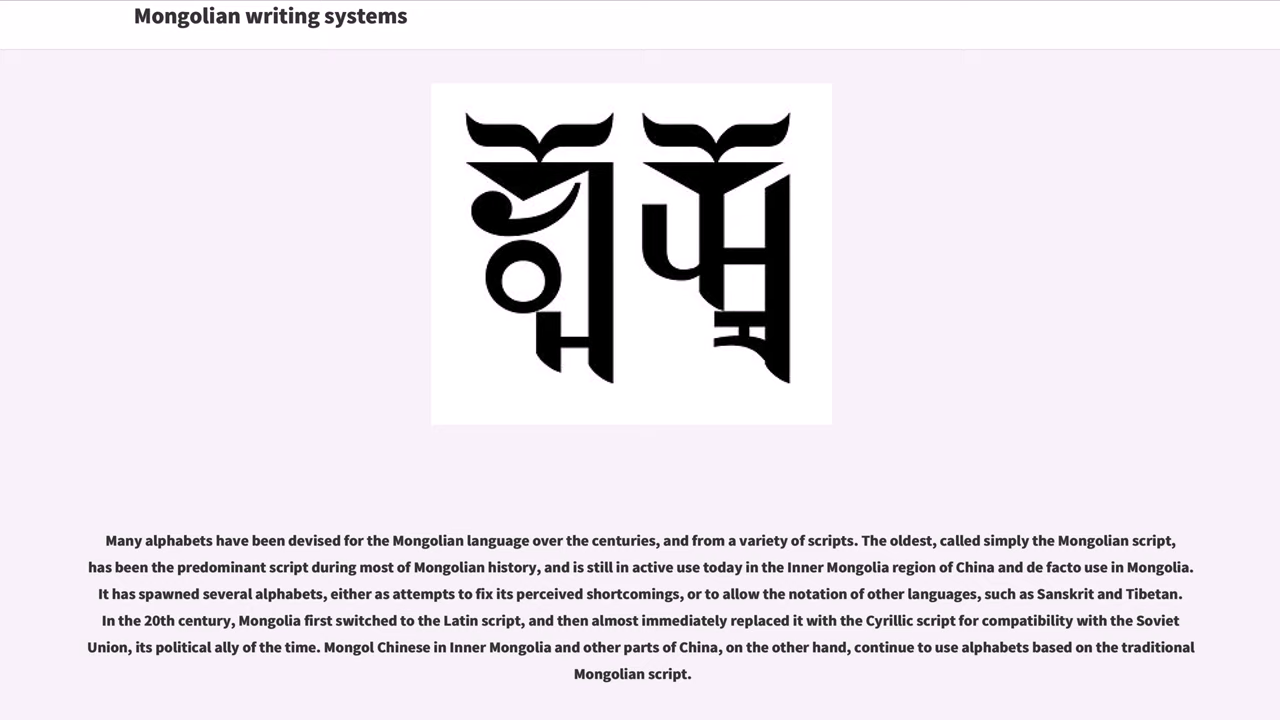 Mongolian writing systems
Many alphabets have been devised for the Mongolian language over the centuries, and from a variety of scripts. The oldest, called simply the Mongolian script,
has been the predominant script during most of Mongolian history, and is still in active use today in the Inner Mongolia region of China and de facto use in Mongolia.
It has spawned several alphabets, either as attempts to fix its perceived shortcomings, or to allow the notation of other languages, such as Sanskrit and Tibetan.
In the 20th century, Mongolia first switched to the Latin script, and then almost immediately replaced it with the Cyrillic script for compatibility with the Soviet
Union, its political ally of the time. Mongol Chinese in Inner Mongolia and other parts of China, on the other hand, continue to use alphabets based on the traditional
Mongolian script.